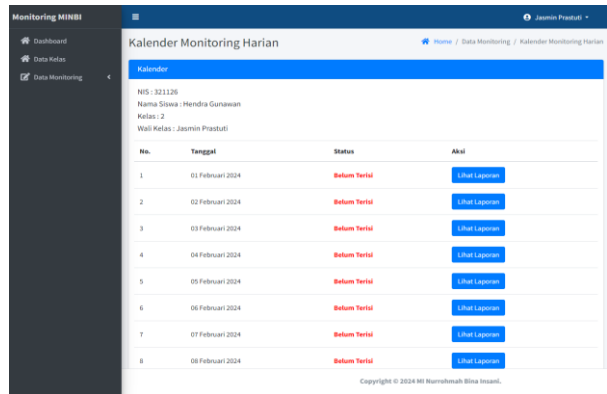 Monitoring MINBI
Jasmin Prastuti
Dashboard
Data Kelas
Data Monitoring
Kalender Monitoring Harian
Home / Data Monitoring / Kalender Monitoring Harian
Kalender
NIS : 321126
Nama Siswa : Hendra Gunawan
Kelas : 2
Wali Kelas : Jasmin Prastuti
No. Tanggal Status Aksi
1 01 Februari 2024 Belum Terisi Lihat Laporan
2 02 Februari 2024 Belum Terisi Lihat Laporan
3 03 Februari 2024 Belum Terisi Lihat Laporan
4 04 Februari 2024 Belum Terisi Lihat Laporan
5 05 Februari 2024 Belum Terisi Lihat Laporan
6 06 Februari 2024 Belum Terisi Lihat Laporan
7 07 Februari 2024 Belum Terisi Lihat Laporan
8 08 Februari 2024 Belum Terisi Lihat Laporan
Copyright © 2024 MI Nurrohmah Bina Insani.